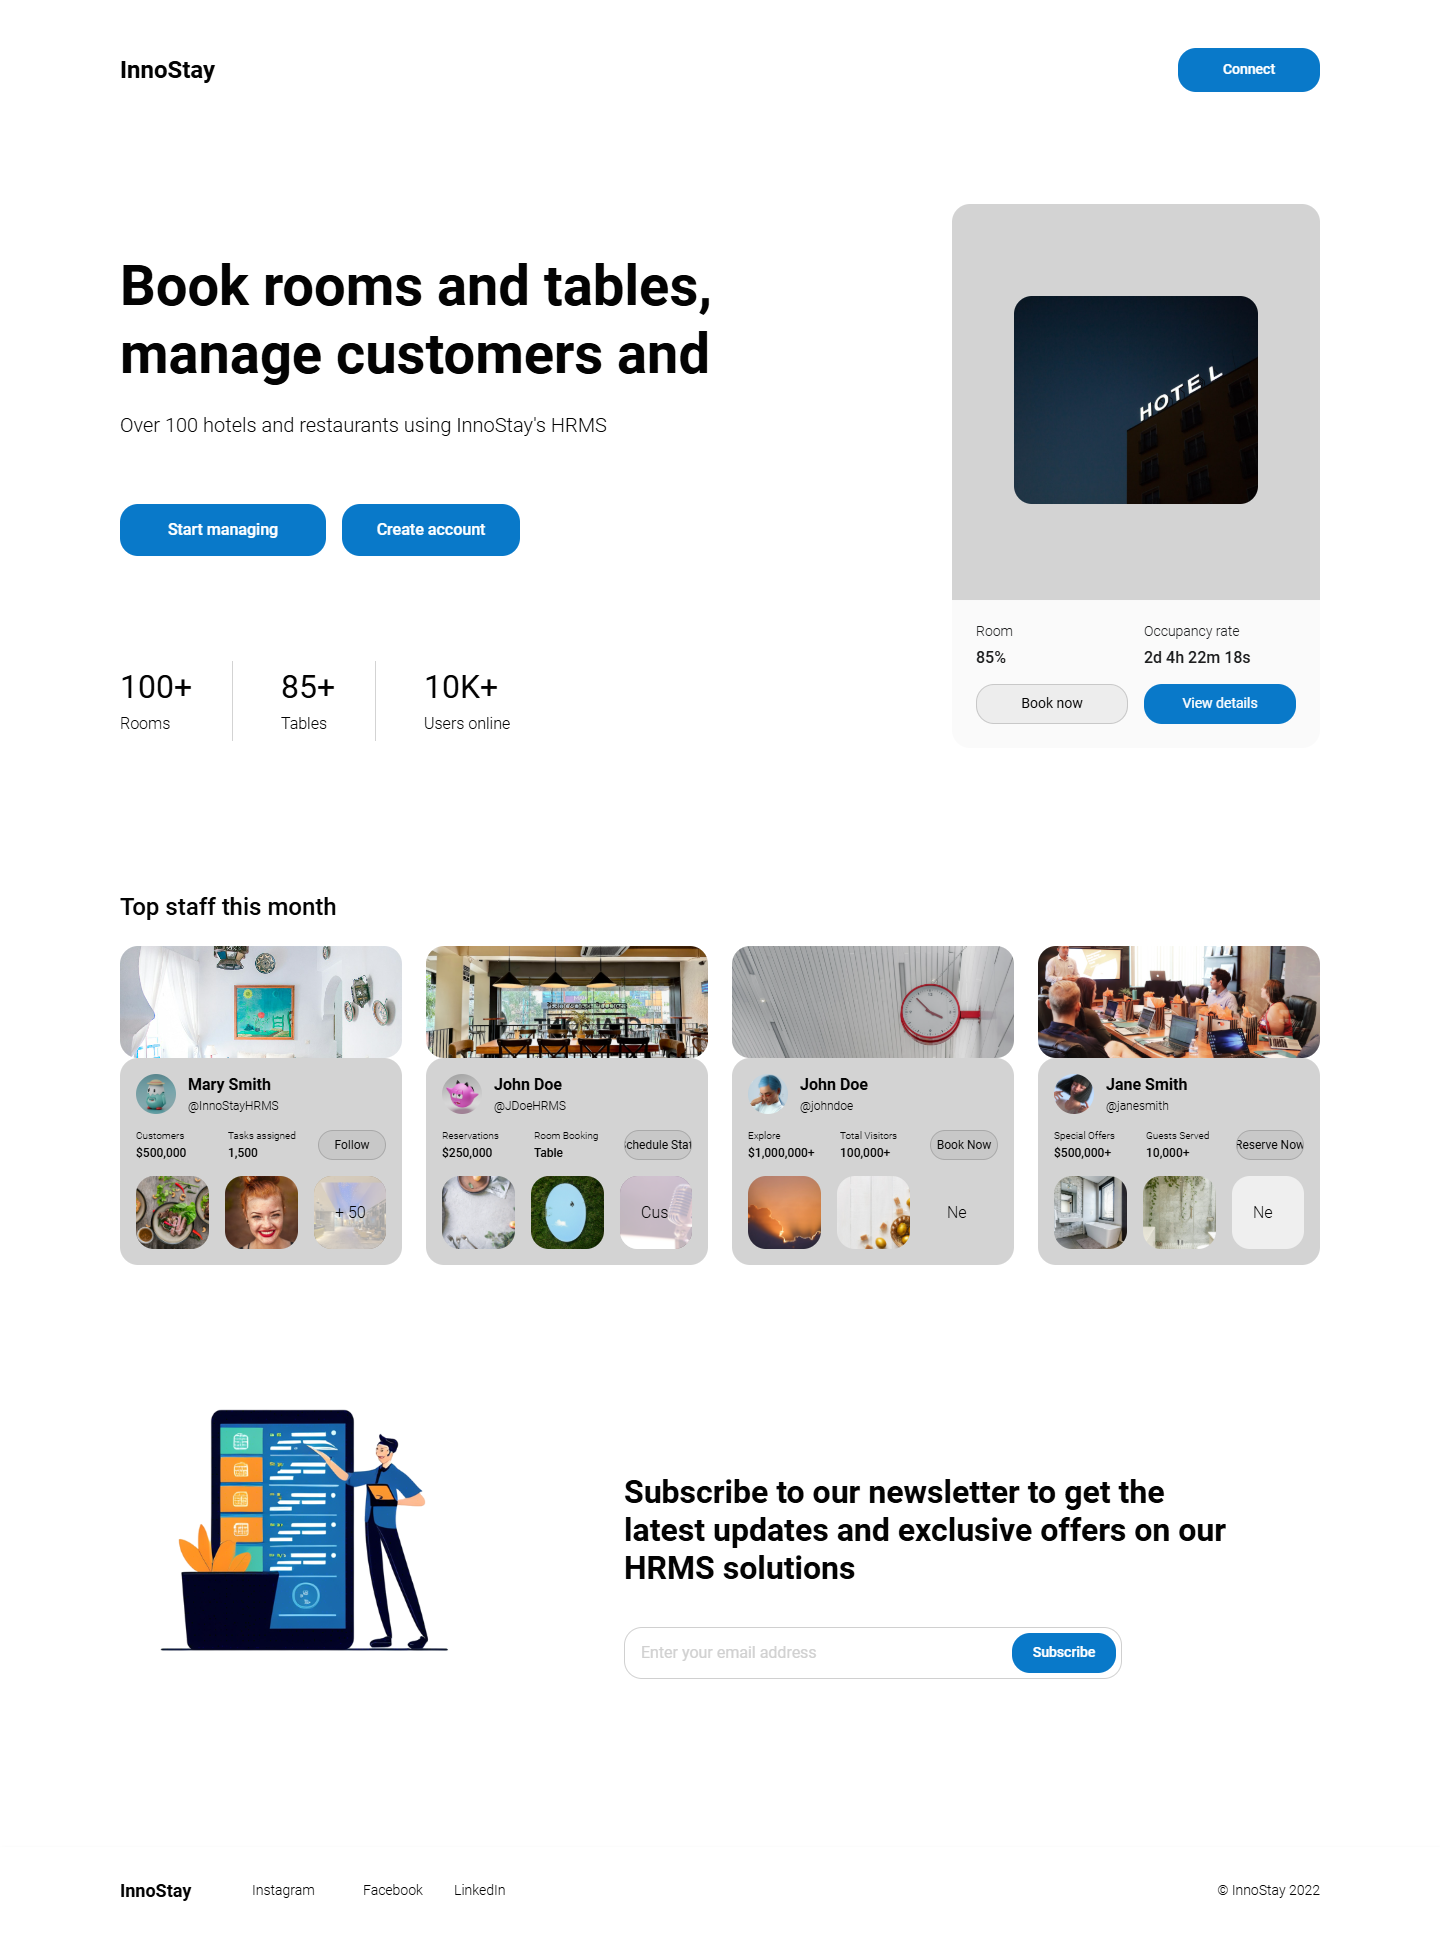 InnoStay
Connect
Book rooms and tables,
manage customers and
Over 100 hotels and restaurants using InnoStay's HRMS
Start managing
Create account
100+
Rooms
85+
Tables
10K+
Users online
HOTEL
Room
85%
Occupancy rate
2d 4h 22m 18s
Book now
View details
Top staff this month
Mary Smith
@InnoStayHRMS
Customers
$500,000
Tasks assigned
1,500
Follow
+ 50
John Doe
@JDoeHRMS
Reservations
$250,000
Room Booking
Table
chedule Stat
Cus
John Doe
@johndoe
Explore
$1,000,000+
Total Visitors
100,000+
Book Now
Ne
Jane Smith
@janesmith
Special Offers
$500,000+
Guests Served
10,000+
Reserve Now
Ne
Subscribe to our newsletter to get the
latest updates and exclusive offers on our
HRMS solutions
Enter your email address
Subscribe
InnoStay
Instagram
Facebook
LinkedIn
© InnoStay 2022